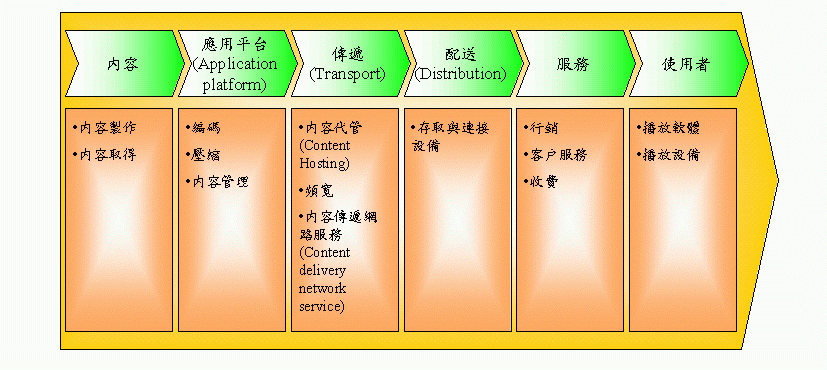 內容
應用平台
(Application
platform)
傳遞
(Transport)
配送
(Distribution)
服務
使用者
•內容製作
•內容取得
•編碼
•壓縮
•內容管理
•內容代管
(Content
Hosting)
•頻寬
•內容傳遞網
路服務
(Content
delivery
network
service)
•存取與連接
設備
•行銷
•客戶服務
•收費
•播放軟體
•播放設備